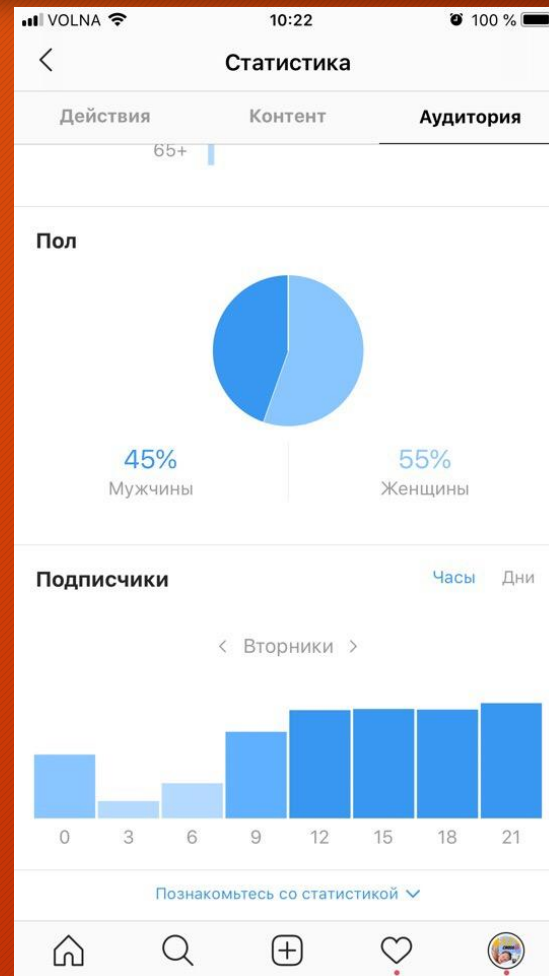 VOLNA 10:22 100 %
Статистика
Действия Контент Аудитория
65+
Пол
45% 55%
Мужчины Женщины
Подписчики Часы Дни
< Вторники >
0 3 6 9 12 15 18 21
Познакомьтесь со статистикой